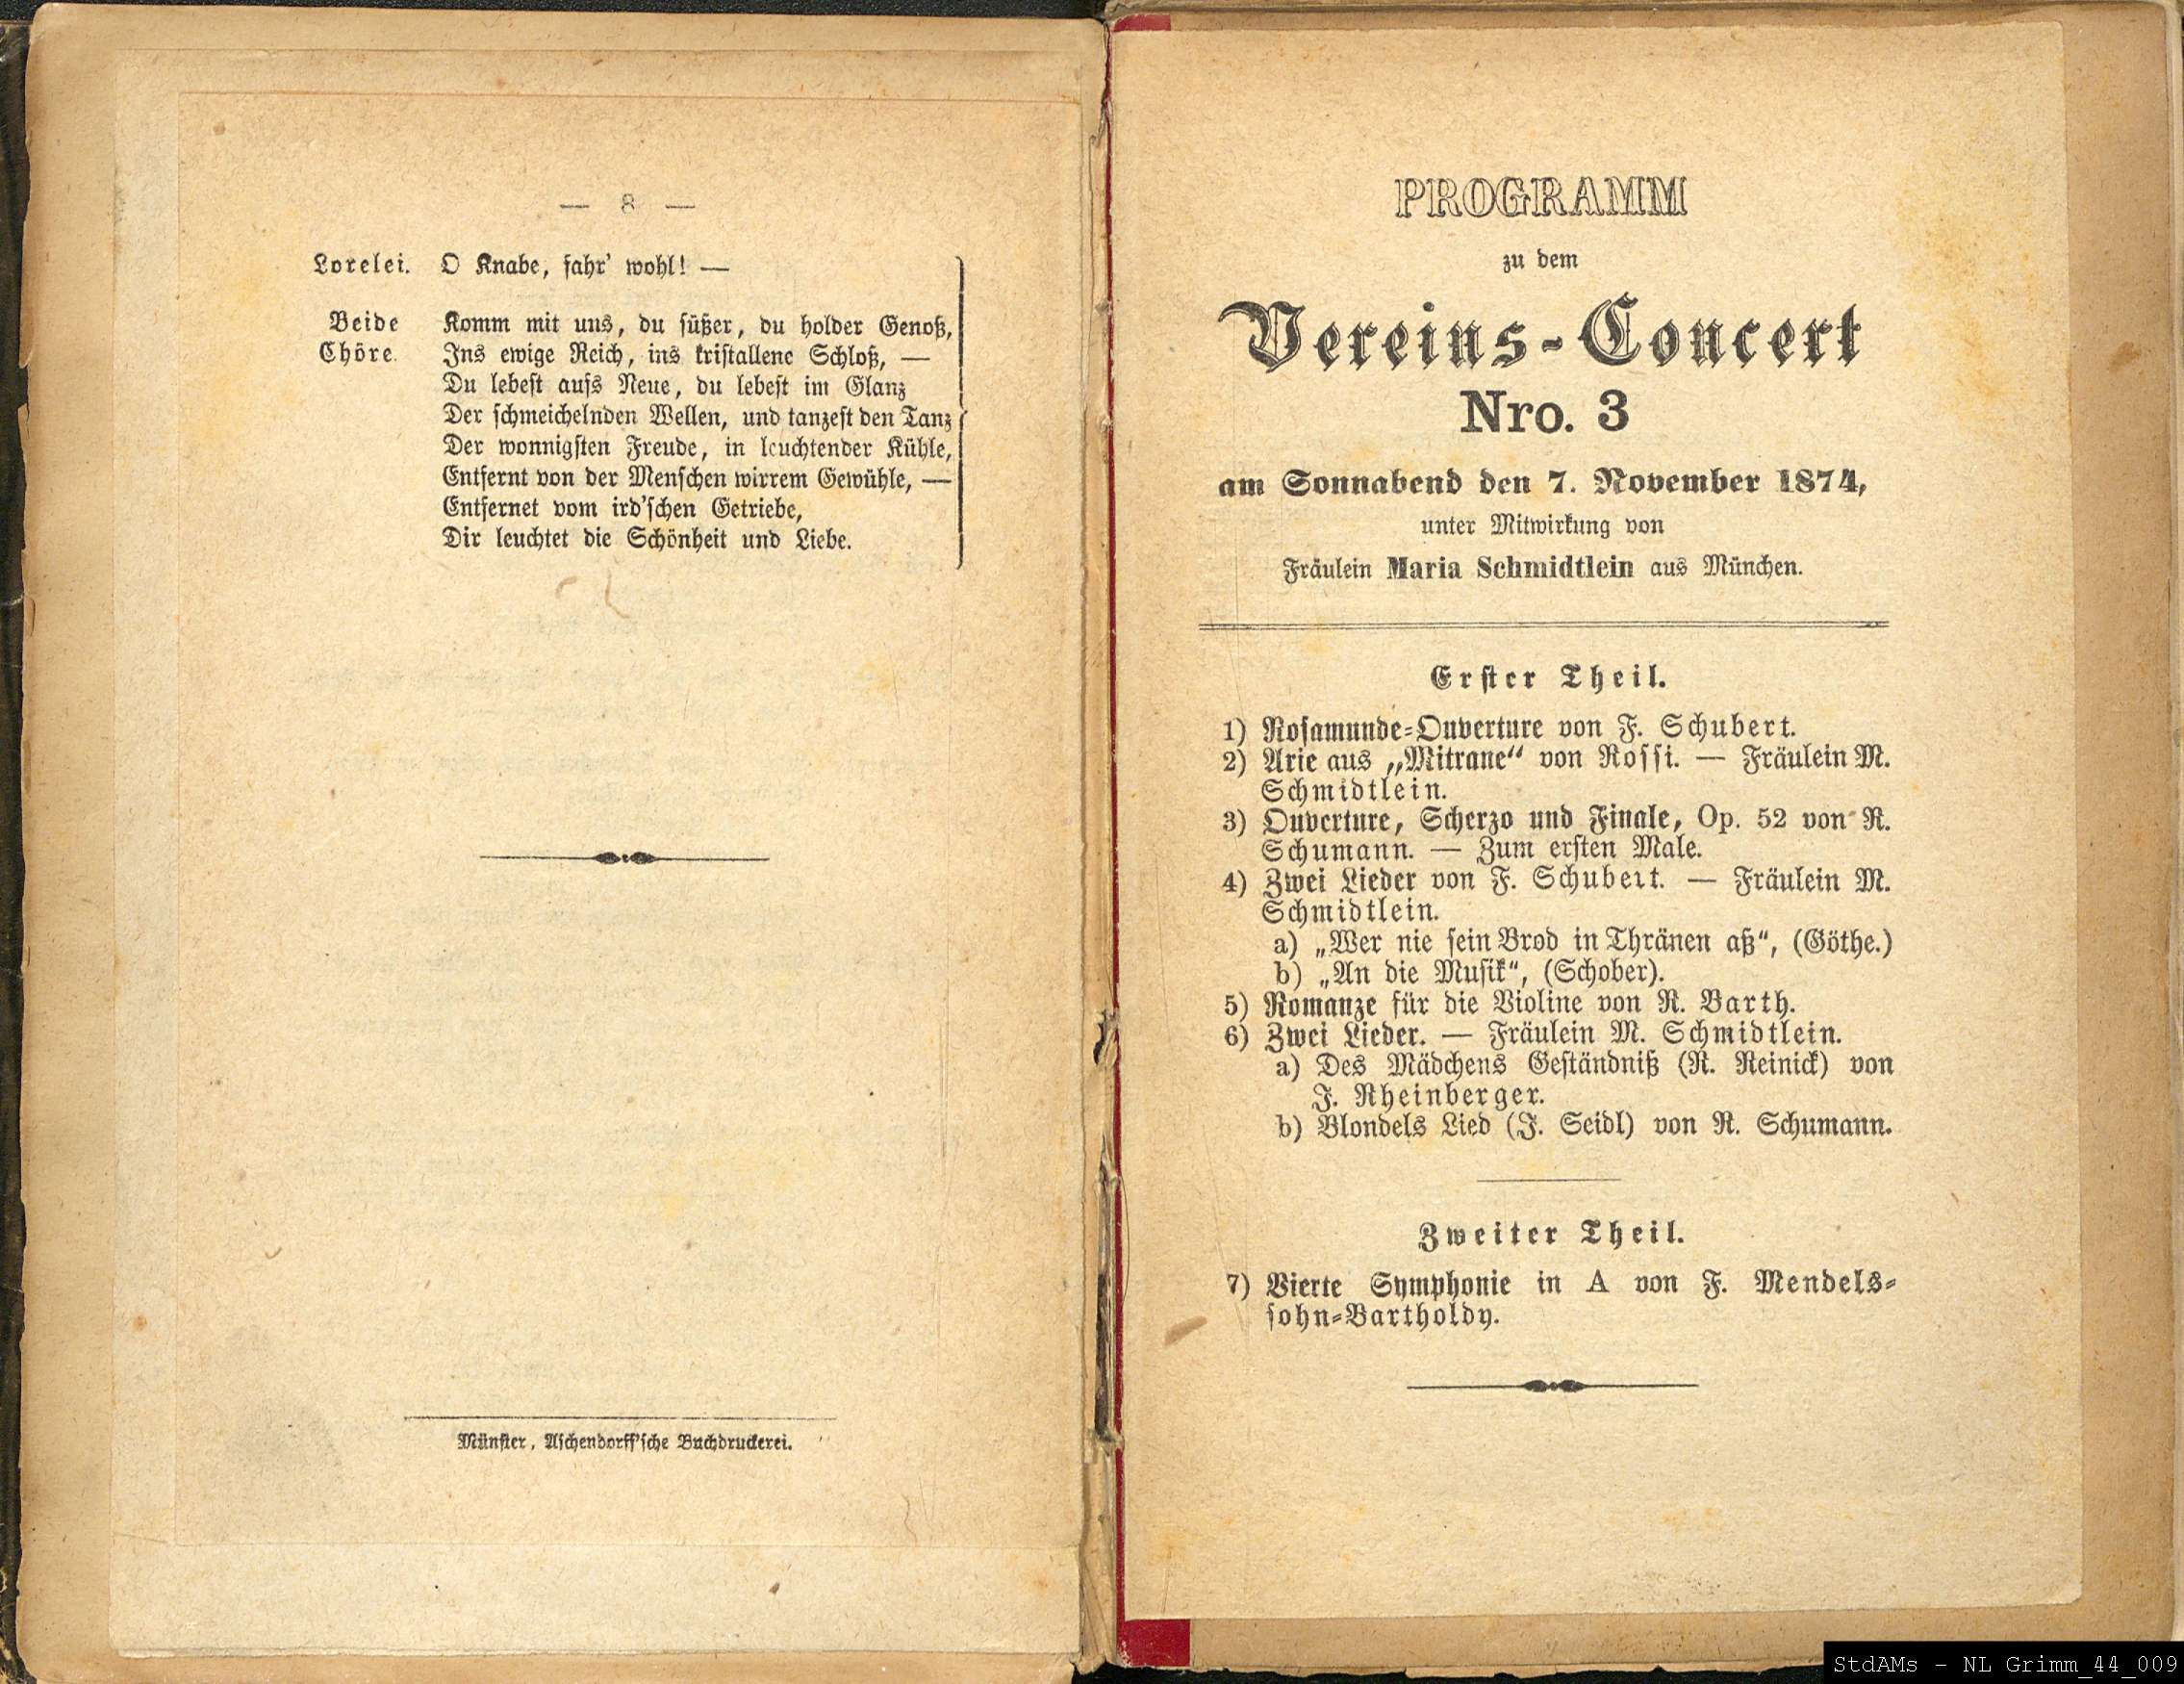 — 8 —
Lorelei. O Knabe, fahr' wohl! —
Beide Komm mit uns, du süßer, du holder Genoß,
Chöre. Ins ewige Reich, ins kristallene Schloß, —
Du lebest aufs Neue, du lebest im Glanz
Der schmeichelnden Wellen, und tanzest den Tanz
Der wonnigsten Freude, in leuchtender Kühle,
Entfernt von der Menschen wirrem Gewühle, —
Entfernet vom ird'schen Getriebe,
Dir leuchtet die Schönheit und Liebe.
Münster, Aschendorff'sche Buchdruckerei.
PROGRAMM
zu dem
Vereins-Concert
Nro. 3
am Sonnabend den 7. November 1874,
unter Mitwirkung von
Fräulein Maria Schmidtlein aus München.
Erster Theil.
1) Rosamunde-Ouverture von F. Schubert.
2) Arie aus „Mitrane“ von Rossi. — Fräulein M.
Schmidtlein.
3) Ouverture, Scherzo und Finale, Op. 52 von R.
Schumann. — Zum ersten Male.
4) Zwei Lieder von F. Schubert. — Fräulein M.
Schmidtlein.
a) „Wer nie sein Brod in Thränen aß“, (Göthe.)
b) „An die Musik“, (Schober).
5) Romanze für die Violine von R. Barth.
6) Zwei Lieder. — Fräulein M. Schmidtlein.
a) Des Mädchens Geständniß (R. Reinick) von
J. Rheinberger.
b) Blondels Lied (J. Seidl) von R. Schumann.
Zweiter Theil.
7) Vierte Symphonie in A von F. Mendels-
sohn-Bartholdy.
StdAMs - NL Grimm_44_009